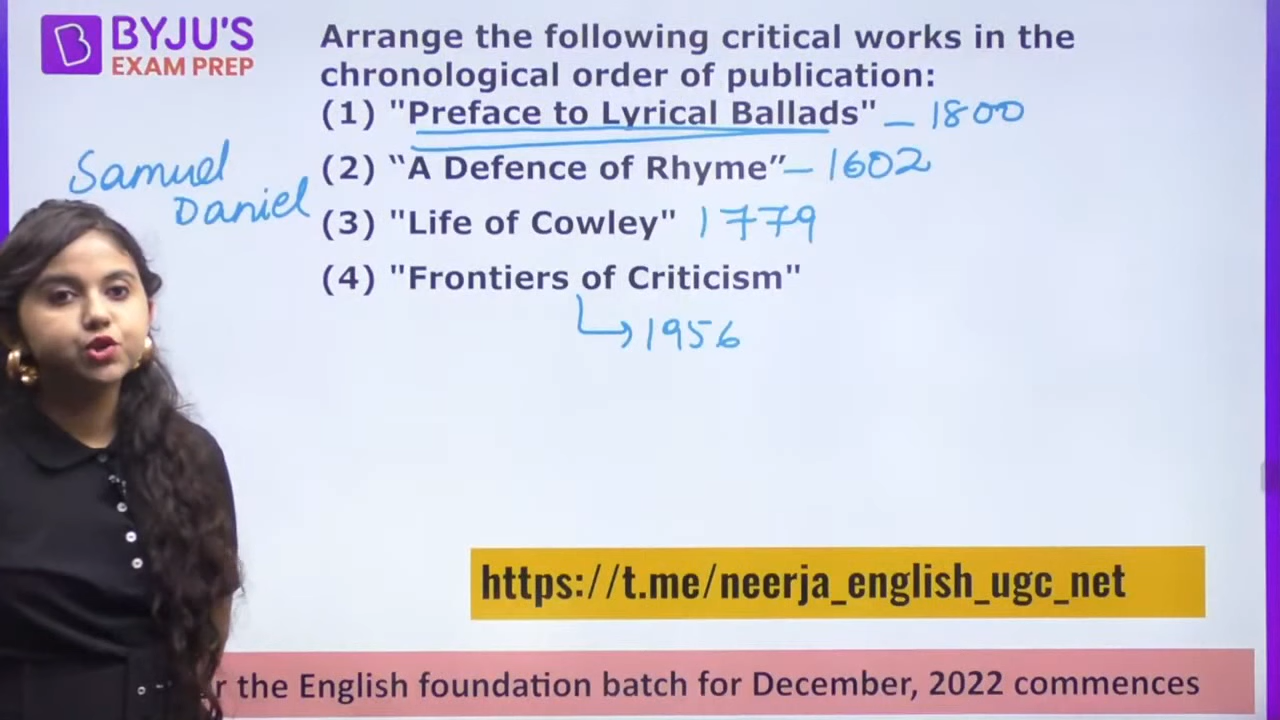 BYJU'S
EXAM PREP
Arrange the following critical works in the
chronological order of publication:
(1) "Preface to Lyrical Ballads" – 1800
Samuel
Daniel
(2) “A Defence of Rhyme” – 1602
(3) "Life of Cowley" 1779
(4) "Frontiers of Criticism"
1956
https://t.me/neerja_english_ugc_net
r the English foundation batch for December, 2022 commences